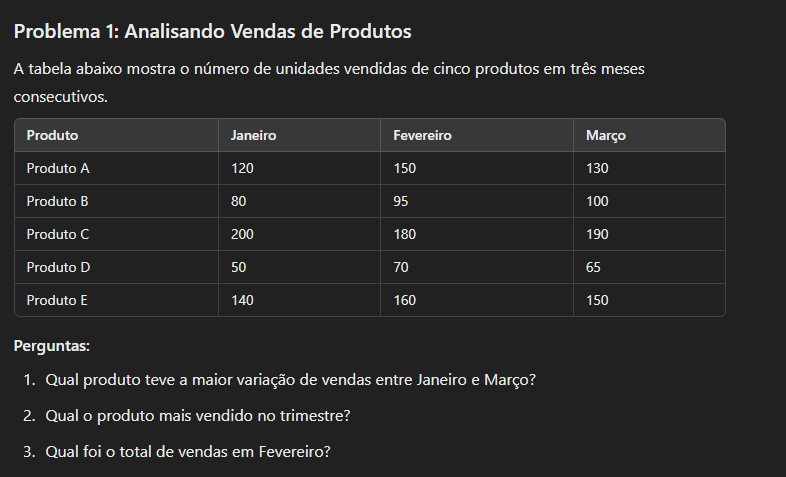 Problema 1: Analisando Vendas de Produtos
A tabela abaixo mostra o número de unidades vendidas de cinco produtos em três meses
consecutivos.
Produto Janeiro Fevereiro Março
Produto A 120 150 130
Produto B 80 95 100
Produto C 200 180 190
Produto D 50 70 65
Produto E 140 160 150
Perguntas:
1. Qual produto teve a maior variação de vendas entre Janeiro e Março?
2. Qual o produto mais vendido no trimestre?
3. Qual foi o total de vendas em Fevereiro?